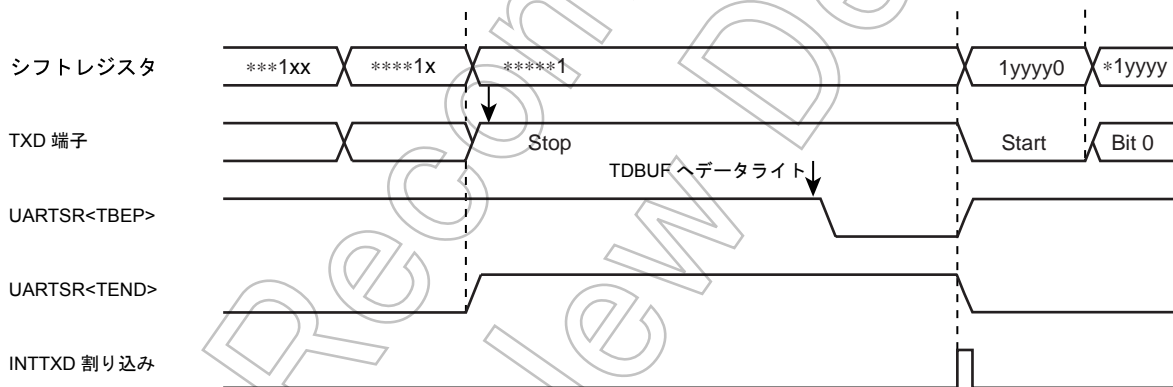 シフトレジスタ ***1xx ****1x *****1 1yyyy0 *1yyyy
TXD 端子 Stop Start Bit 0
TDBUF へデータライト
UARTSR<TBEP>
UARTSR<TEND>
INTTXD 割り込み